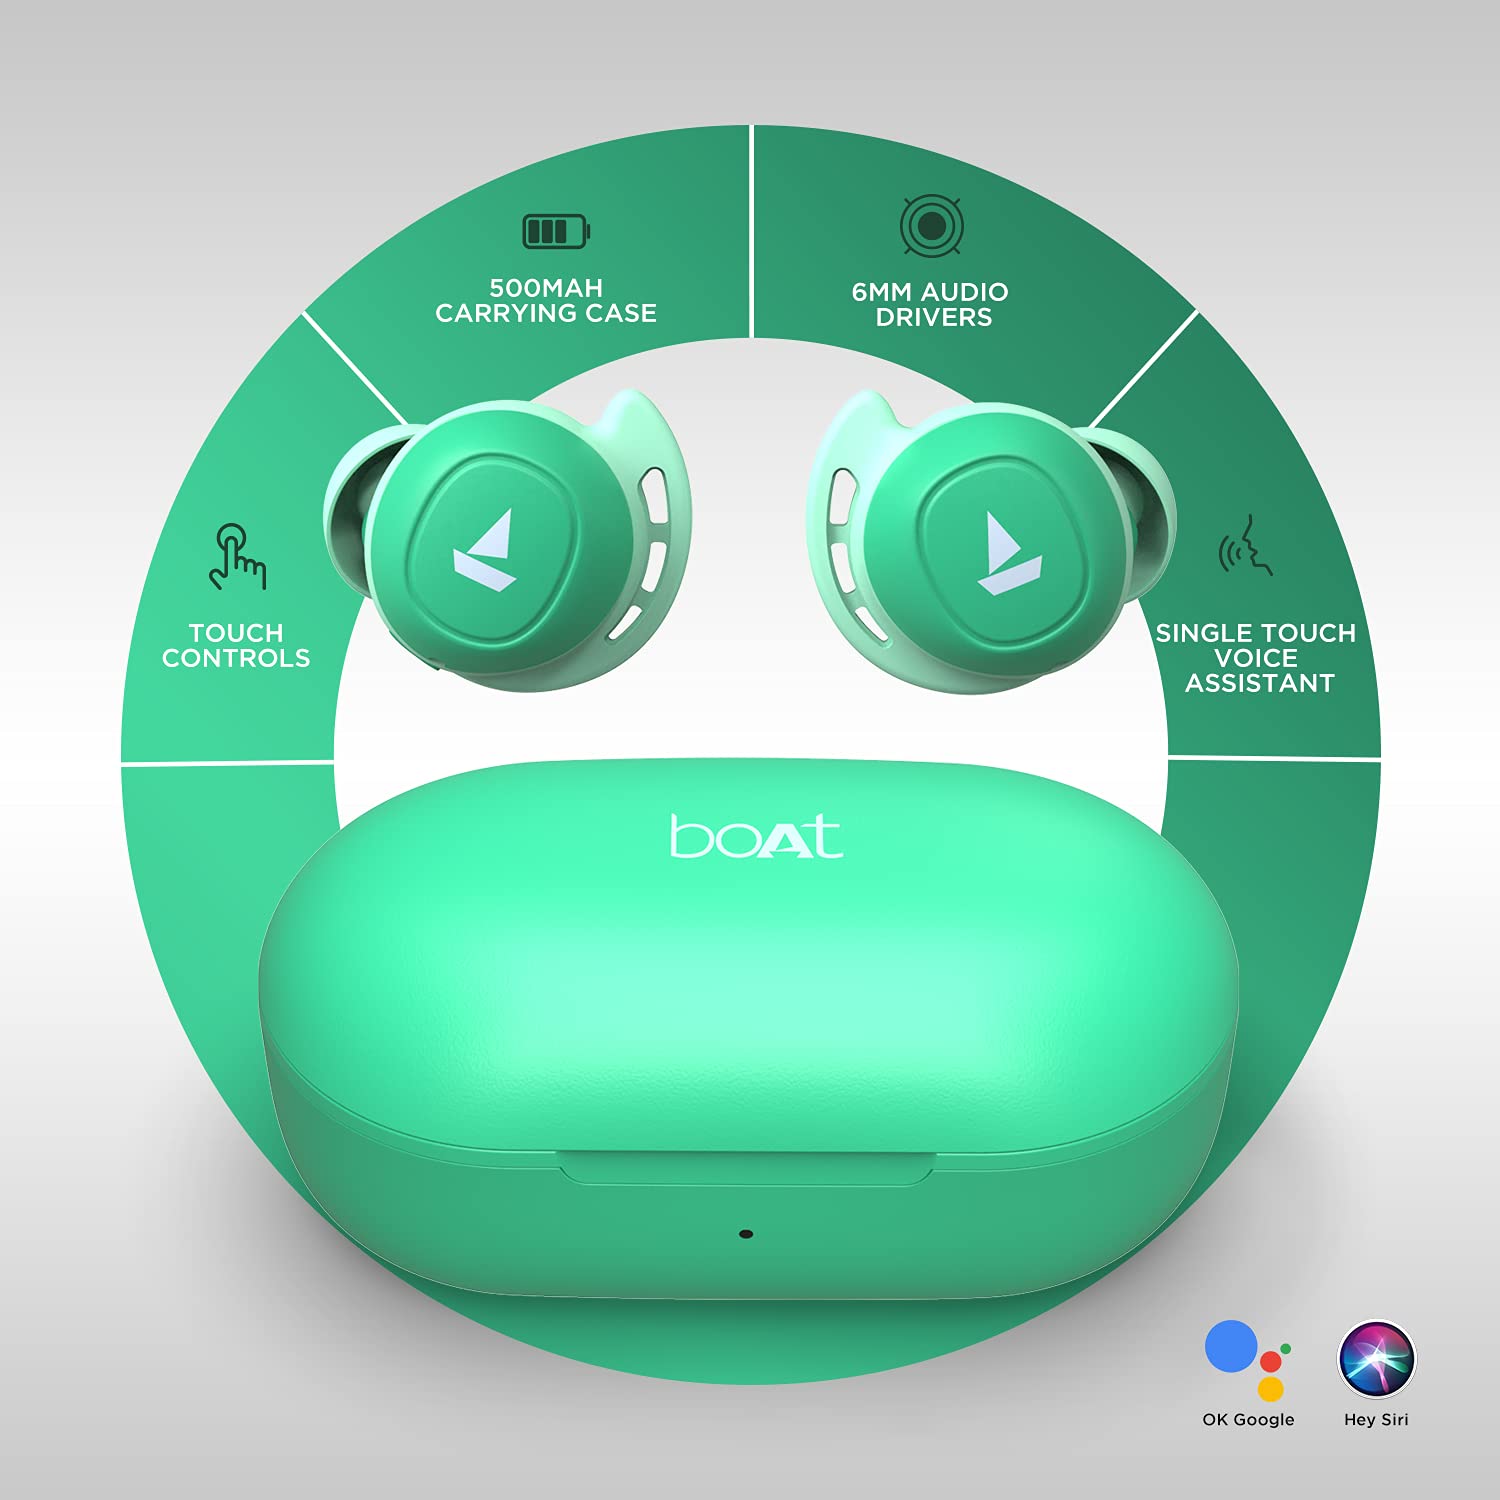 500MAH
CARRYING CASE
6MM AUDIO
DRIVERS
TOUCH
CONTROLS
SINGLE TOUCH
VOICE
ASSISTANT
boAt
OK Google
Hey Siri